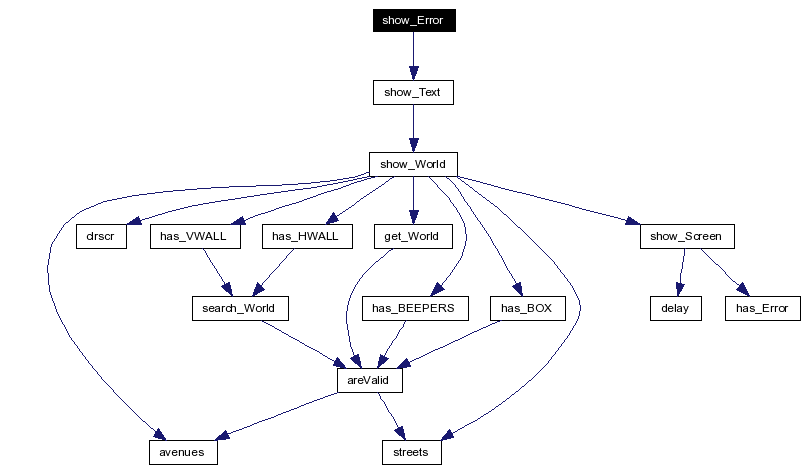 show_Error
show_Text
show_World
clrscr
has_VWALL
has_HWALL
get_World
show_Screen
search_World
has_BEEPERS
has_BOX
delay
has_Error
areValid
avenues
streets